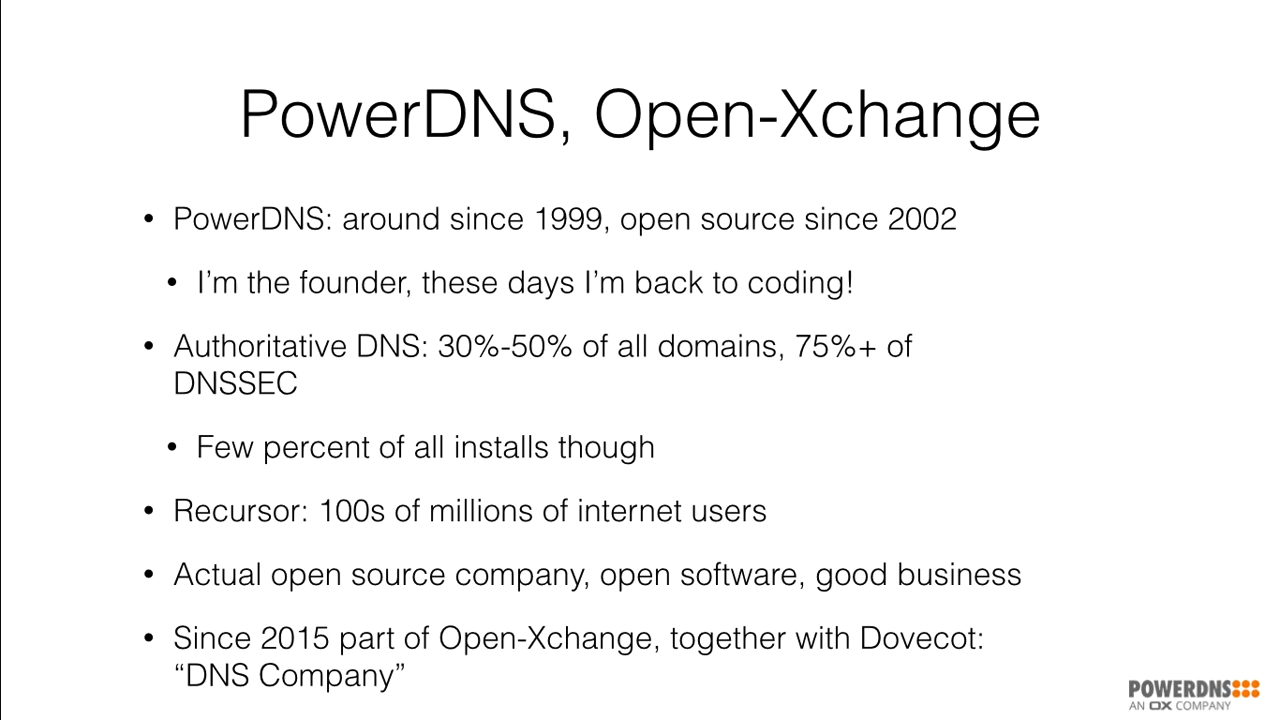 PowerDNS, Open-Xchange
• PowerDNS: around since 1999, open source since 2002
• I’m the founder, these days I’m back to coding!
• Authoritative DNS: 30%-50% of all domains, 75%+ of
DNSSEC
• Few percent of all installs though
• Recursor: 100s of millions of internet users
• Actual open source company, open software, good business
• Since 2015 part of Open-Xchange, together with Dovecot:
“DNS Company”
POWERDNS
AN OX COMPANY